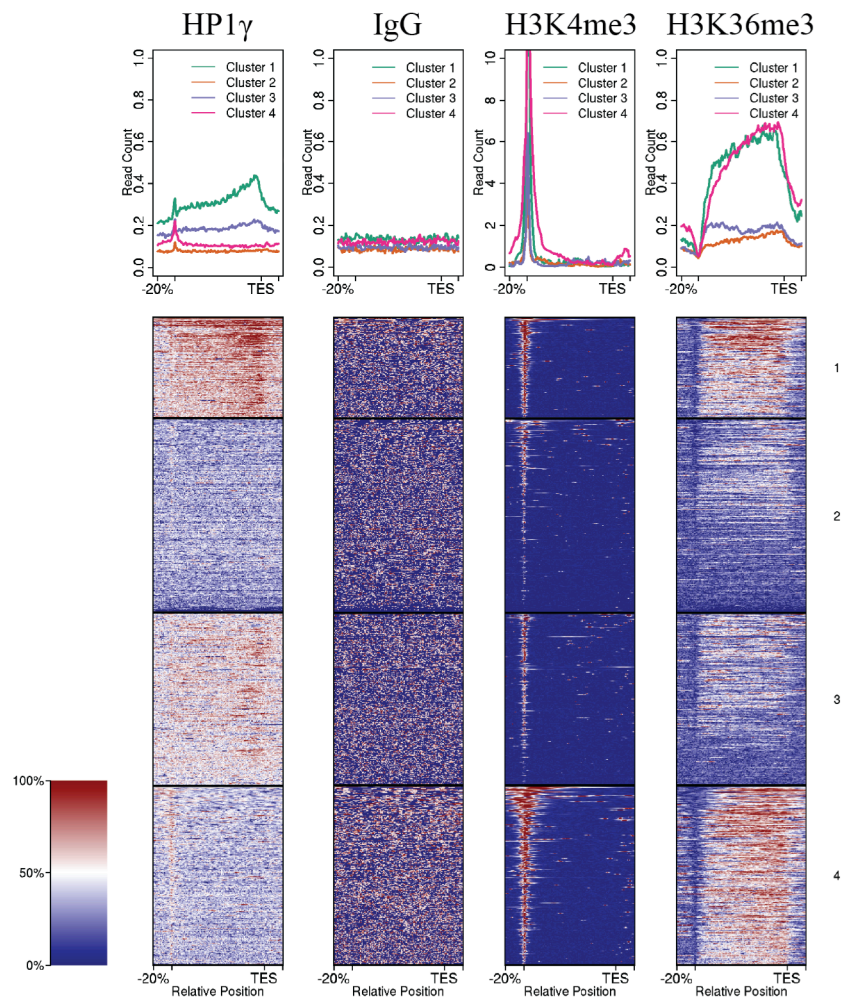 HP1γ IgG H3K4me3 H3K36me3
Read Count
0.0 0.2 0.4 0.6 0.8 1.0
Cluster 1
Cluster 2
Cluster 3
Cluster 4
-20% TES
Read Count
0.0 0.2 0.4 0.6 0.8 1.0
Cluster 1
Cluster 2
Cluster 3
Cluster 4
-20% TES
Read Count
0 2 4 6 8 10
Cluster 1
Cluster 2
Cluster 3
Cluster 4
-20% TES
Read Count
0.0 0.2 0.4 0.6 0.8 1.0
Cluster 1
Cluster 2
Cluster 3
Cluster 4
-20% TES
1
2
3
4
100%
50%
0%
-20% TES -20% TES -20% TES -20% TES
Relative Position Relative Position Relative Position Relative Position